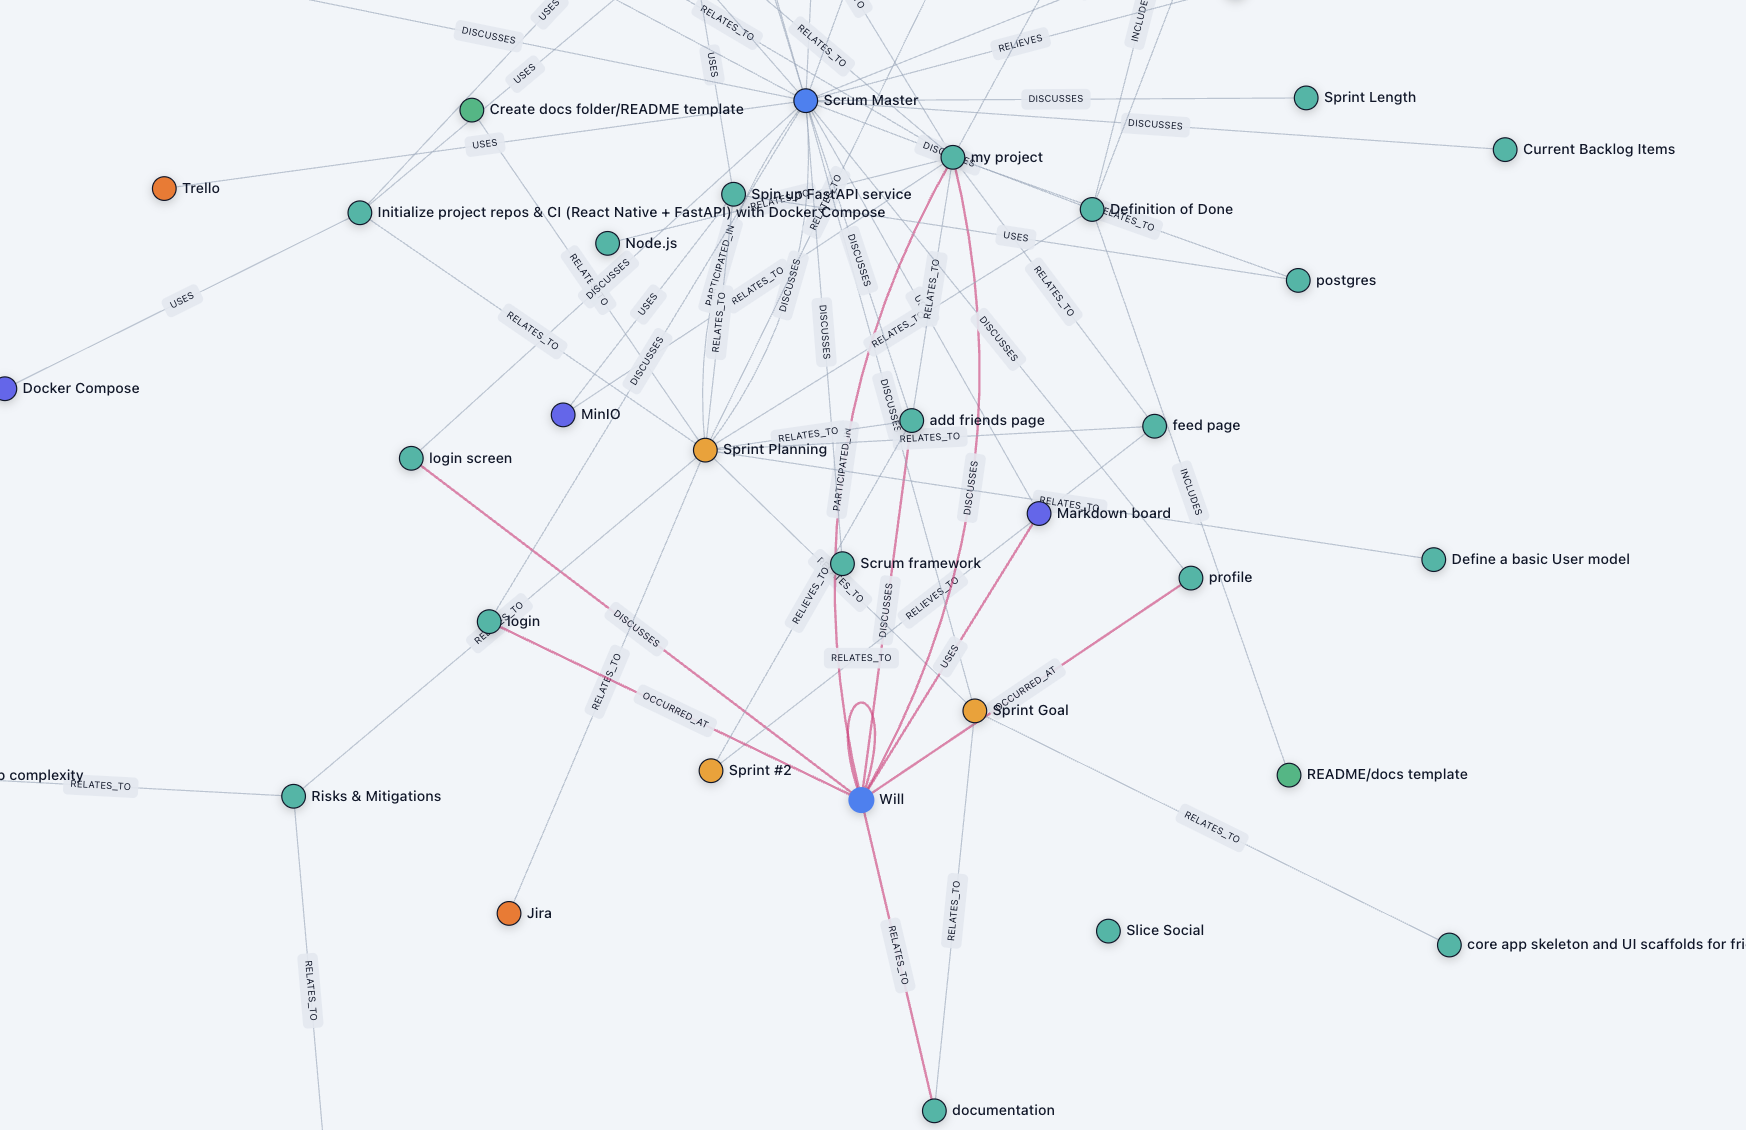 USES
DISCUSSES
RELATES_TO
RELATES_TO
INCLUDE
RELIEVES
USES
USES
Create docs folder/README template
Scrum Master
DISCUSSES
Sprint Length
DISCUSSES
USES
Current Backlog Items
my project
Trello
Spin up FastAPI service
RELATES_TO
Initialize project repos & CI (React Native + FastAPI) with Docker Compose
Definition of Done
RELATES_TO
Node.js
USES
PARTICIPATED_IN
DISCUSSES
DISCUSSES
RELATES_TO
DISCUSSES
RELATES_TO
postgres
USES
USES
RELATES_TO
RELATES_TO
RELATES_TO
DISCUSSES
DISCUSSES
RELATES_TO
DISCUSSES
Docker Compose
MinIO
DISCUSSES
add friends page
feed page
RELATES_TO
RELATES_TO
Sprint Planning
login screen
PARTICIPATED_IN
DISCUSSES
INCLUDES
RELATES_TO
Markdown board
Scrum framework
Define a basic User model
profile
RELIEVES_TO
RELIEVES_TO
DISCUSSES
login
DISCUSSES
RELATES_TO
USES
RELATES_TO
OCCURRED_AT
OCCURRED_AT
Sprint Goal
Sprint #2
complexity
RELATES_TO
README/docs template
Risks & Mitigations
Will
RELATES_TO
RELATES_TO
Jira
Slice Social
RELATES_TO
core app skeleton and UI scaffolds for fri
RELATES_TO
documentation